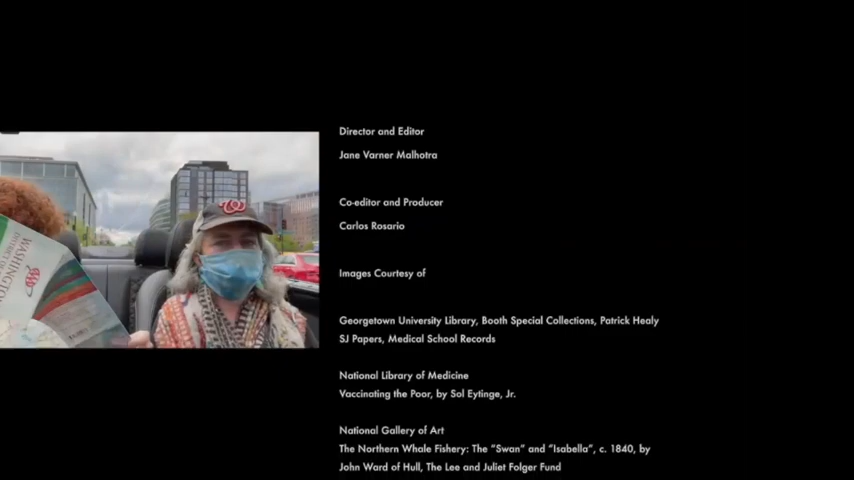 WASHINGTON
Director and Editor
Jane Varner Malhotra
Co-editor and Producer
Carlos Rosario
Images Courtesy of
Georgetown University Library, Booth Special Collections, Patrick Healy
SJ Papers, Medical School Records
National Library of Medicine
Vaccinating the Poor, by Sol Eytinge, Jr.
National Gallery of Art
The Northern Whale Fishery: The "Swan" and "Isabella", c. 1840, by
John Ward of Hull, The Lee and Juliet Folger Fund